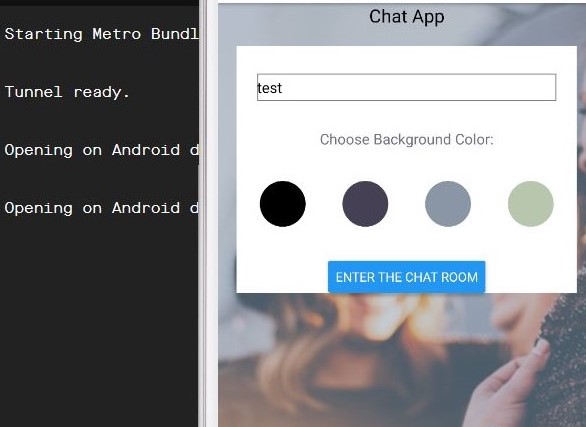 Starting Metro Bundl
Tunnel ready.
Opening on Android d
Opening on Android d
Chat App
test
Choose Background Color:
ENTER THE CHAT ROOM